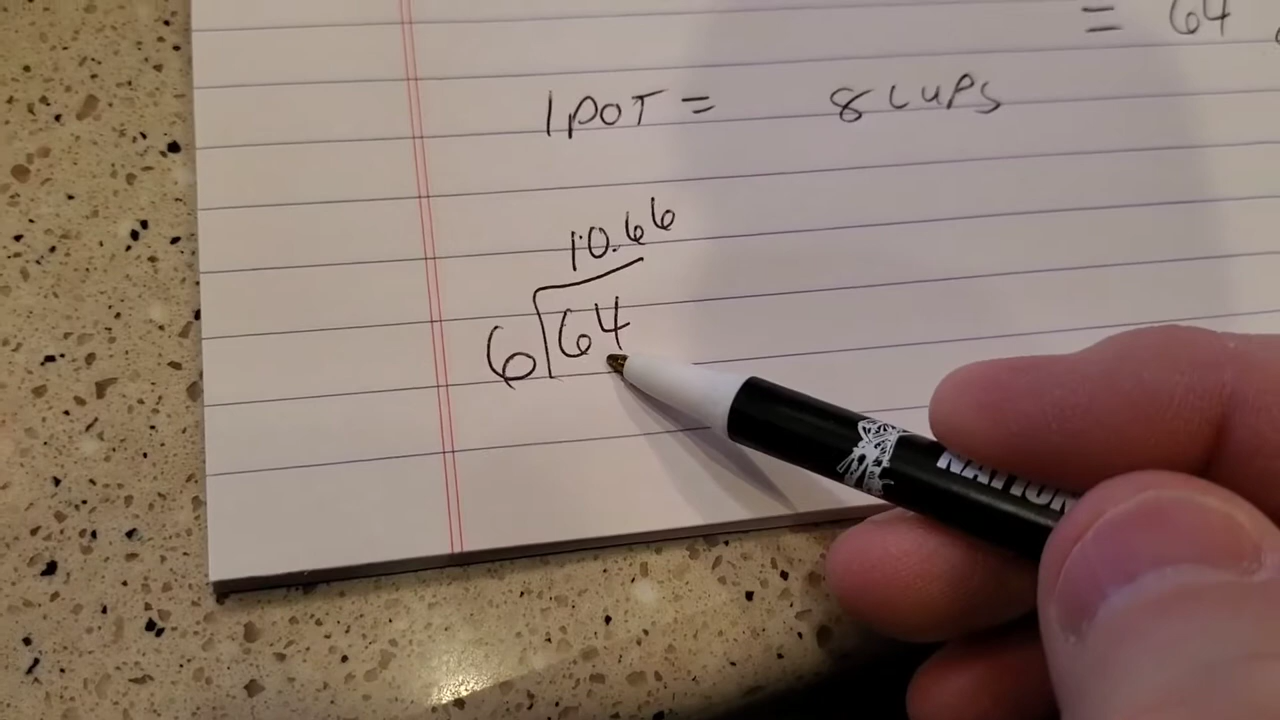 = 64
1 POT = 8 CUPS
10.66
6 64
NATION